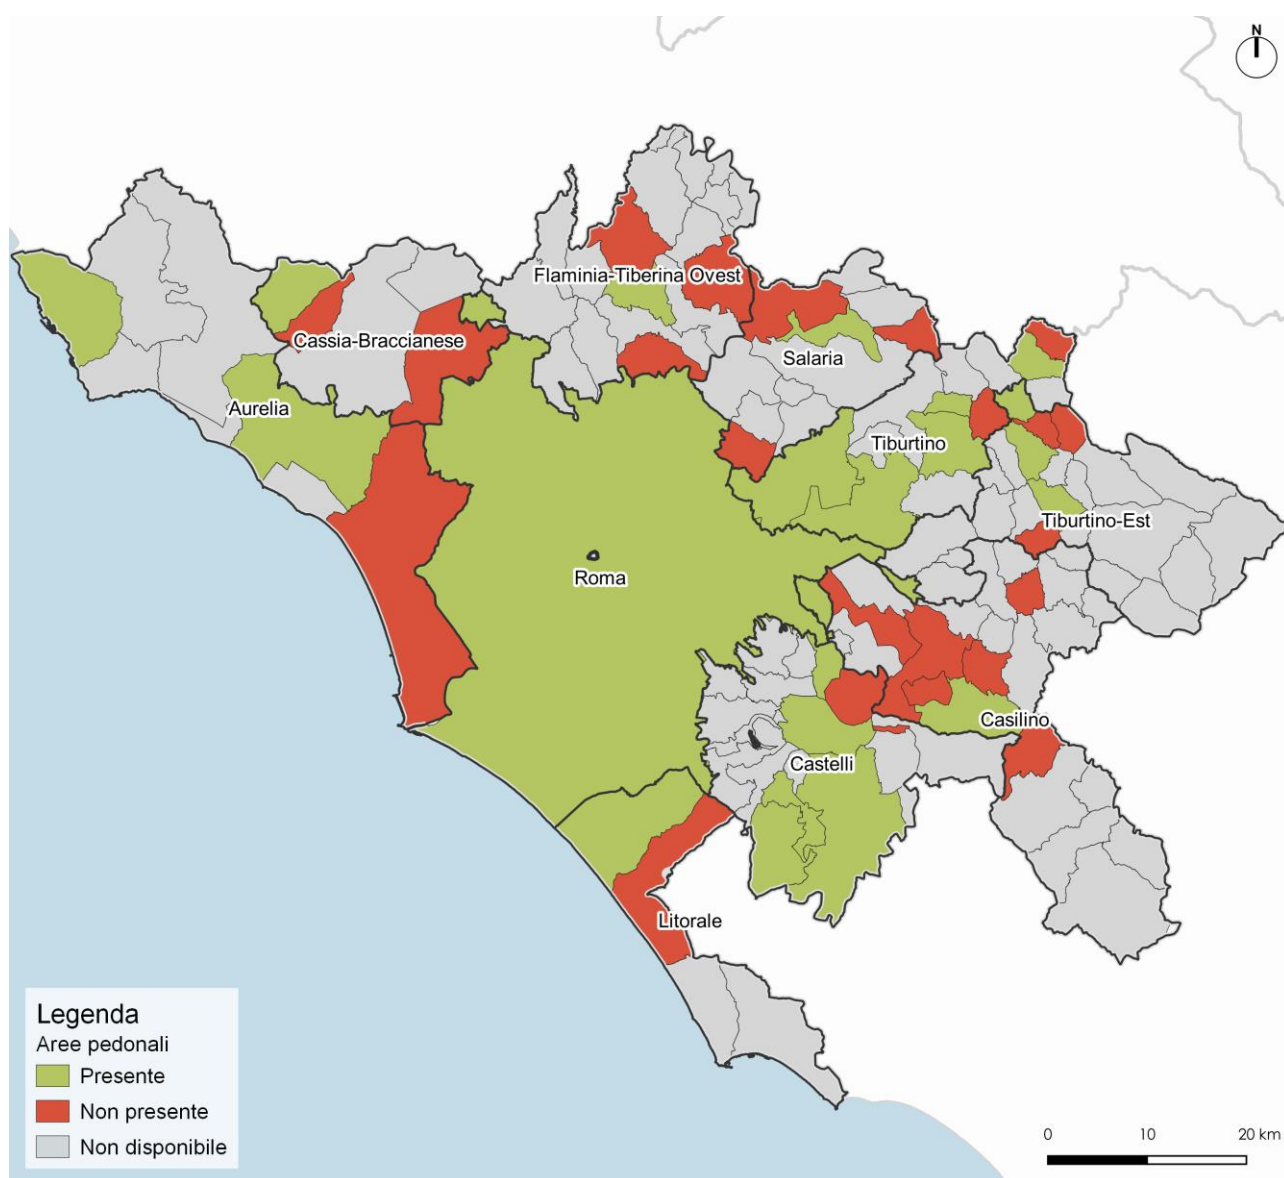 N
Flaminia-Tiberina Ovest
Cassia-Braccianese
Salaria
Aurelia
Tiburtino
Tiburtino-Est
Roma
Casilino
Castelli
Litorale
Legenda
Aree pedonali
Presente
Non presente
Non disponibile
0 10 20 km